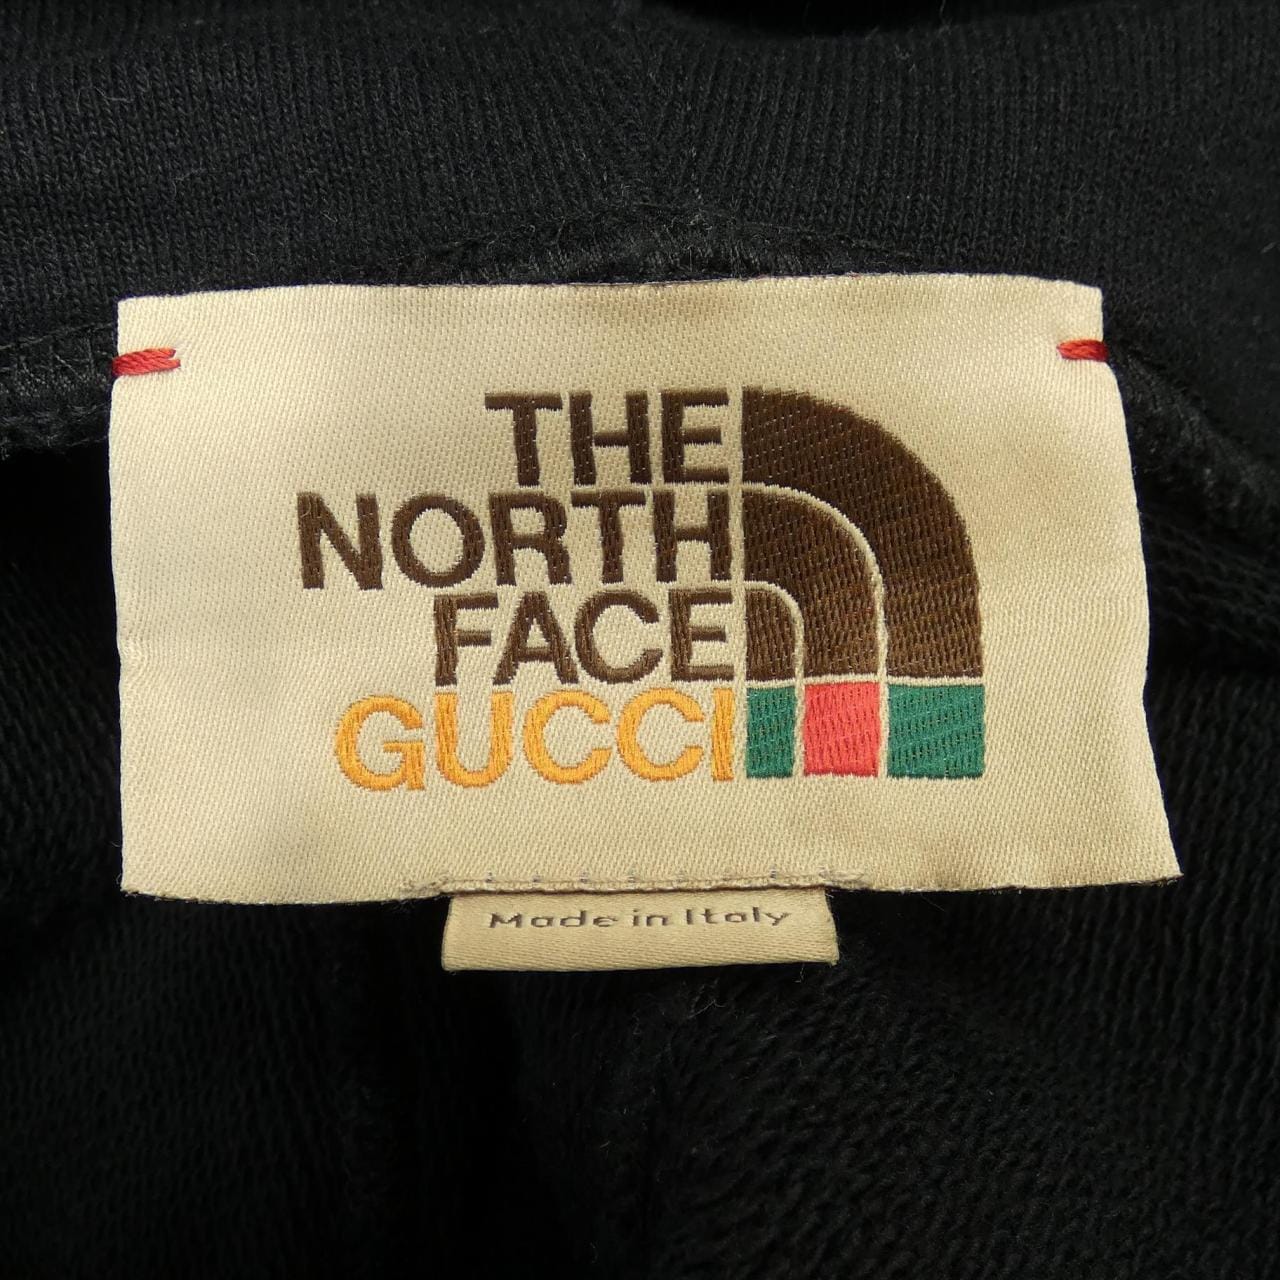 THE
NORTH
FACE
GUCCI
Made in Italy